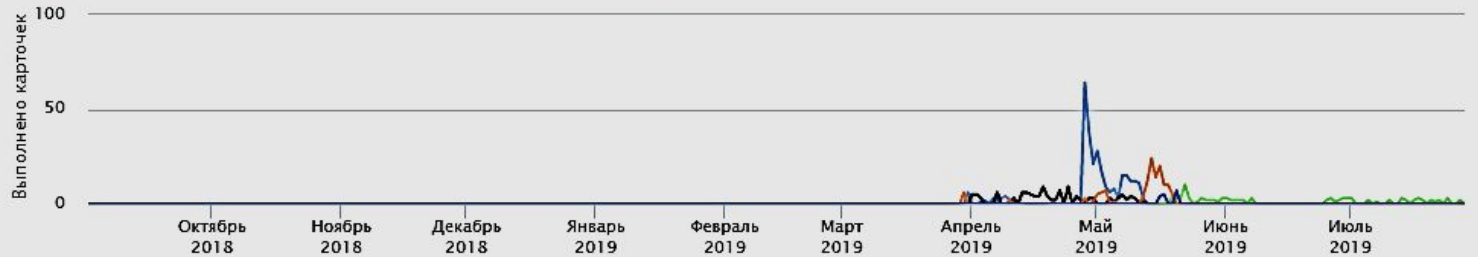 Выполнено карточек
100
50
0
Октябрь 2018
Ноябрь 2018
Декабрь 2018
Январь 2019
Февраль 2019
Март 2019
Апрель 2019
Май 2019
Июнь 2019
Июль 2019